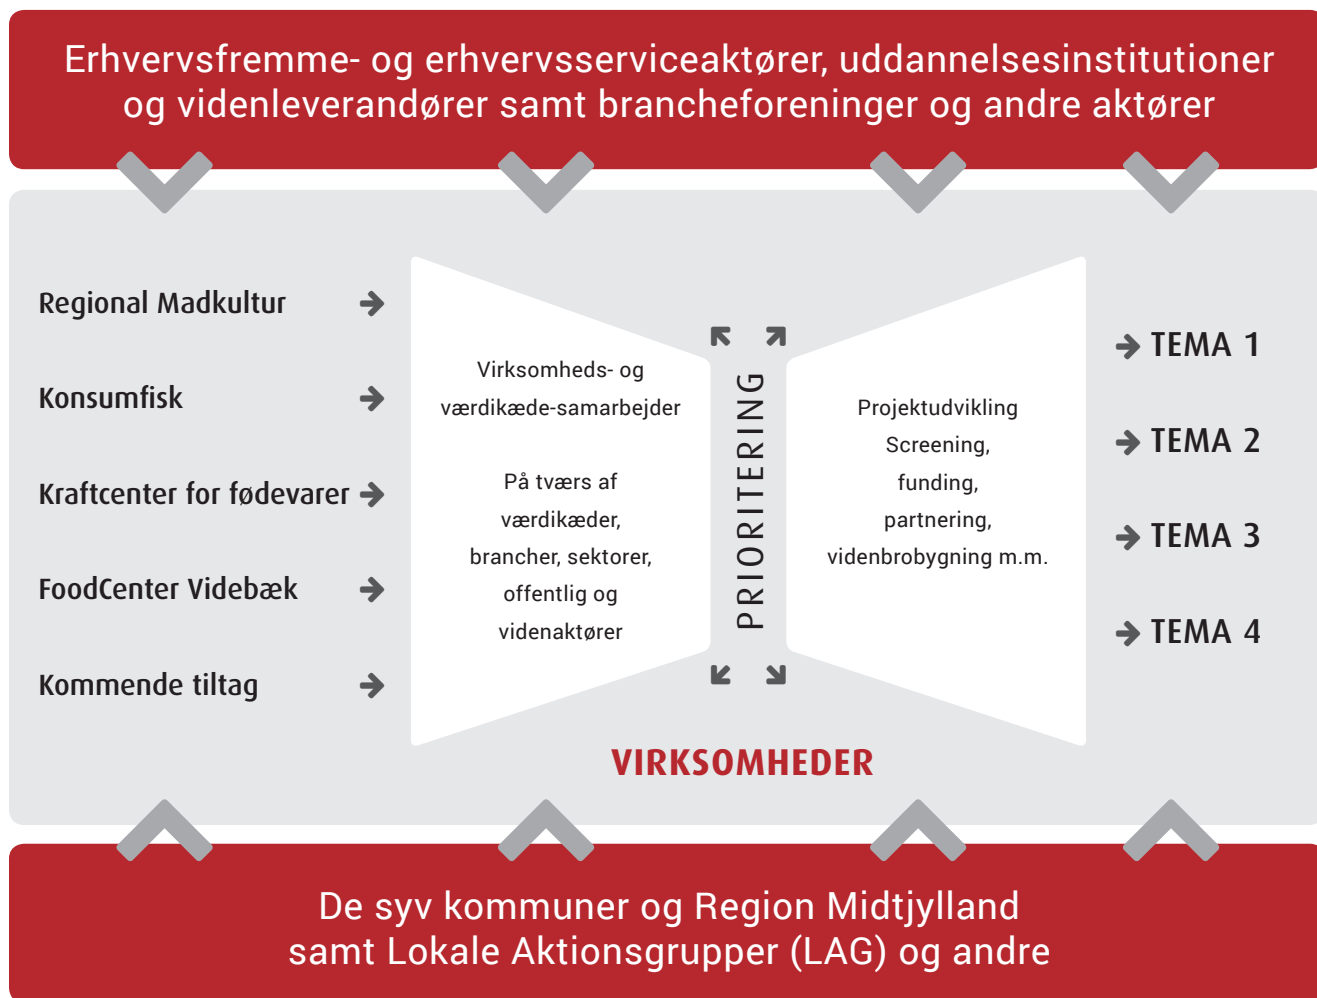 Erhvervsfremme- og erhvervsserviceaktører, uddannelsesinstitutioner
og videnleverandører samt brancheforeninger og andre aktører
Regional Madkultur
Konsumfisk
Kraftcenter for fødevarer
FoodCenter Videbæk
Kommende tiltag
Virksomheds- og
værdikæde-samarbejder
På tværs af
værdikæder,
brancher, sektorer,
offentlig og
videnaktører
PRIORITERING
Projektudvikling
Screening,
funding,
partnering,
videnbrobygning m.m.
TEMA 1
TEMA 2
TEMA 3
TEMA 4
VIRKSOMHEDER
De syv kommuner og Region Midtjylland
samt Lokale Aktionsgrupper (LAG) og andre